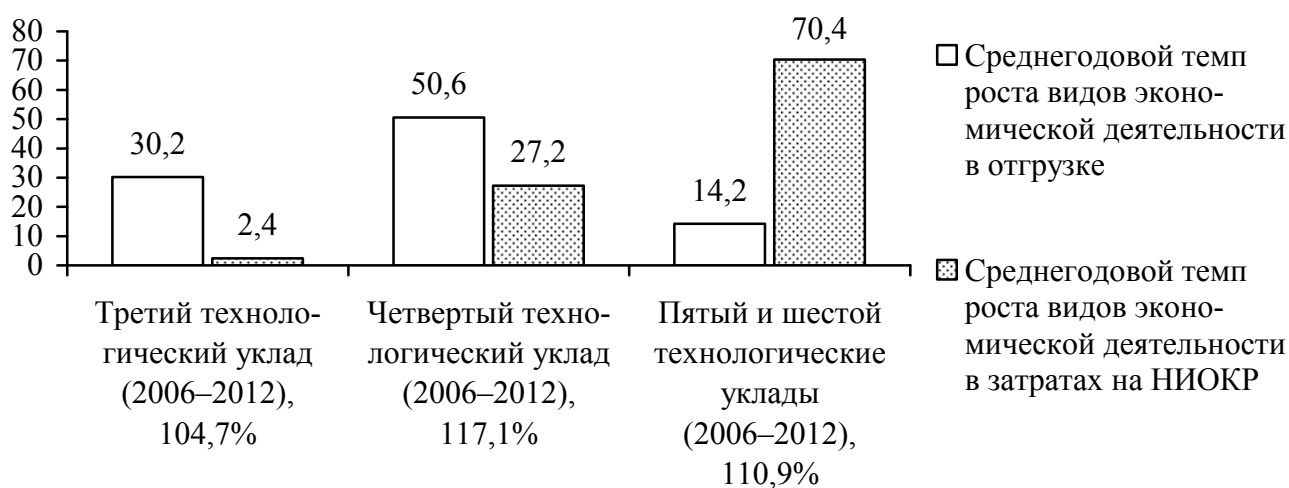 80
70
60
50
40
30
20
10
0
30,2
2,4
50,6
27,2
14,2
70,4
Третий техноло-
гический уклад
(2006–2012),
104,7%
Четвертый техно-
логический уклад
(2006–2012),
117,1%
Пятый и шестой
технологические
уклады
(2006–2012),
110,9%
Среднегодовой темп
роста видов эконо-
мической деятельности
в отгрузке
Среднегодовой темп
роста видов эконо-
мической деятельности
в затратах на НИОКР